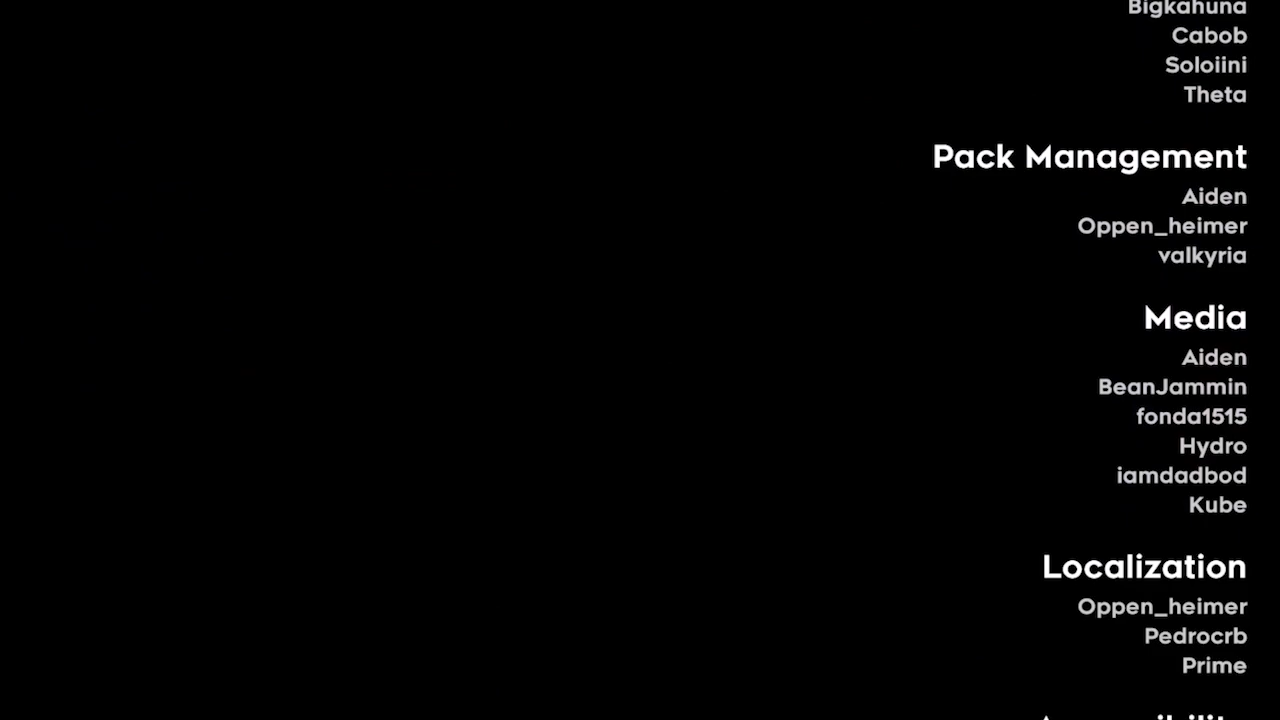 Bigkahuna
Cabob
Soloiini
Theta
Pack Management
Aiden
Oppen_heimer
valkyria
Media
Aiden
BeanJammin
fonda1515
Hydro
iamdadbod
Kube
Localization
Oppen_heimer
Pedrocrb
Prime